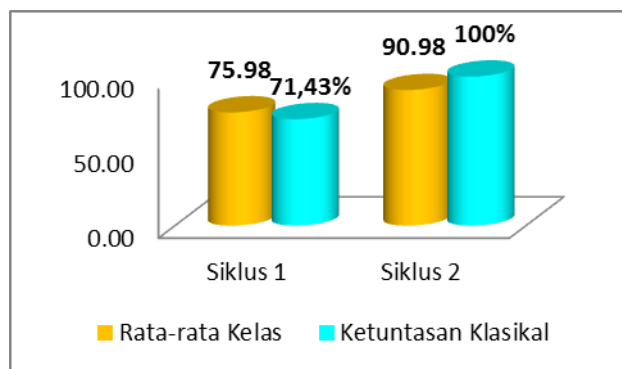 75.98 71,43% 90.98 100%
100.00
50.00
0.00
Siklus 1 Siklus 2
Rata-rata Kelas Ketuntasan Klasikal